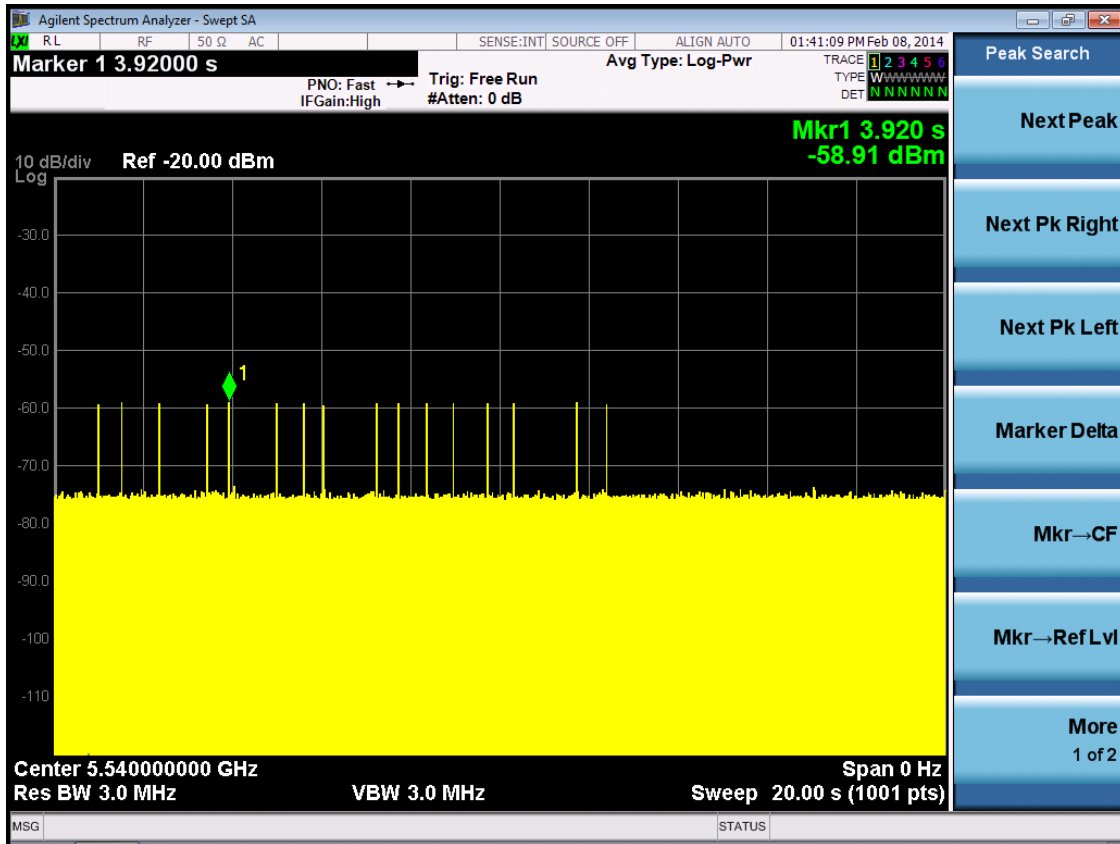 Agilent Spectrum Analyzer - Swept SA
LXI RL RF 50 Ω AC SENSE:INT SOURCE OFF ALIGN AUTO 01:41:09 PM Feb 08, 2014
Marker 1 3.92000 s
PNO: Fast
IFGain:High
Trig: Free Run
#Atten: 0 dB
Avg Type: Log-Pwr
TRACE 1 2 3 4 5 6
TYPE WWWWWWW
DET N N N N N N
Mkr1 3.920 s
-58.91 dBm
10 dB/div Ref -20.00 dBm
Log
-30.0
-40.0
-50.0
1
-60.0
-70.0
-80.0
-90.0
-100
-110
Center 5.540000000 GHz Span 0 Hz
Res BW 3.0 MHz VBW 3.0 MHz Sweep 20.00 s (1001 pts)
MSG STATUS
Peak Search
Next Peak
Next Pk Right
Next Pk Left
Marker Delta
Mkr→CF
Mkr→Ref Lvl
More
1 of 2